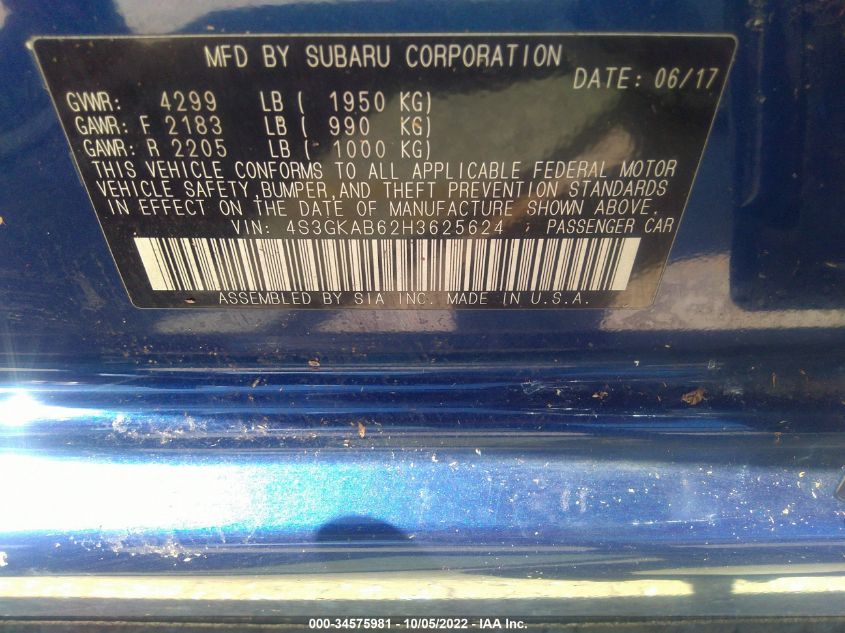 MFD BY SUBARU CORPORATION
DATE: 06/17
GVWR: 4299 LB ( 1950 KG)
GAWR: F 2183 LB ( 990 KG)
GAWR: R 2205 LB ( 1000 KG)
THIS VEHICLE CONFORMS TO ALL APPLICABLE FEDERAL MOTOR
VEHICLE SAFETY, BUMPER, AND THEFT PREVENTION STANDARDS
IN EFFECT ON THE DATE OF MANUFACTURE SHOWN ABOVE.
VIN: 4S3GKAB62H3625624 PASSENGER CAR
ASSEMBLED BY SIA INC. MADE IN U.S.A.
000-34575981 - 10/05/2022 - IAA Inc.